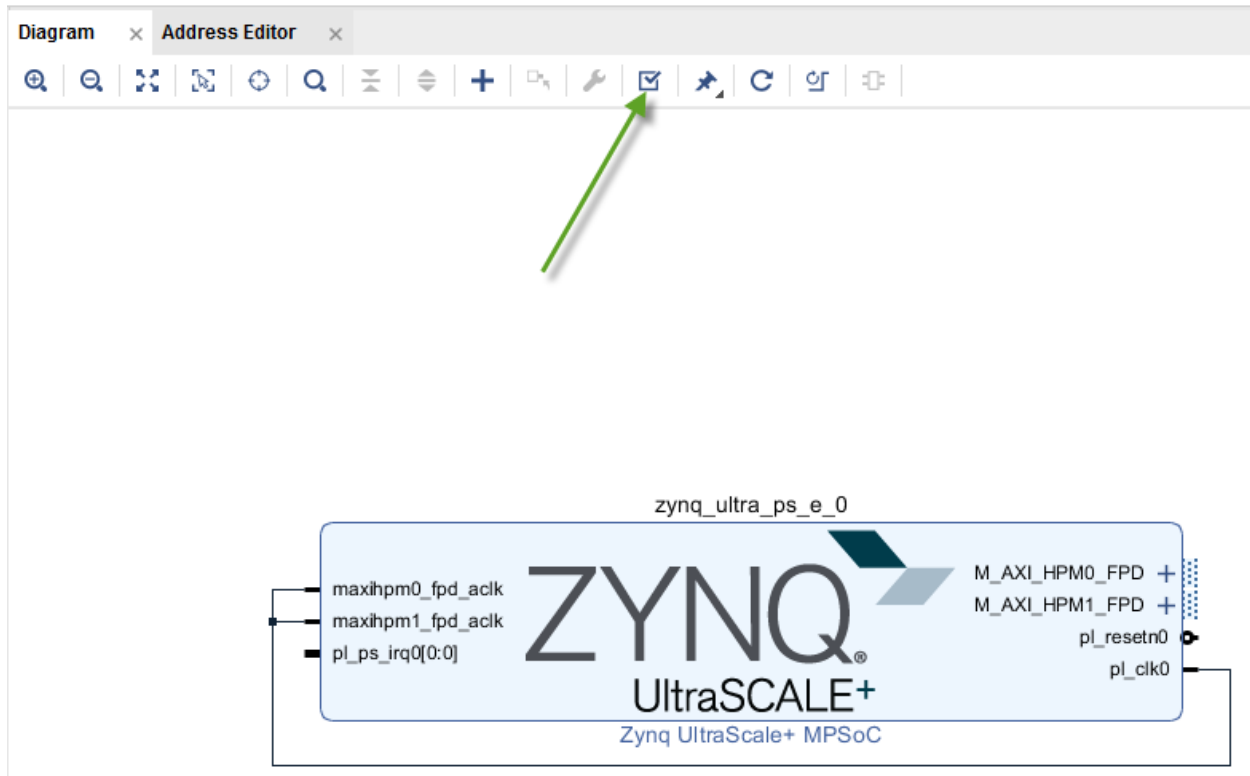 Diagram × Address Editor ×
zynq_ultra_ps_e_0
maxihpm0_fpd_aclk
maxihpm1_fpd_aclk
pl_ps_irq0[0:0]
ZYNQ®
UltraSCALE+
M_AXI_HPM0_FPD
M_AXI_HPM1_FPD
pl_resetn0
pl_clk0
Zynq UltraScale+ MPSoC